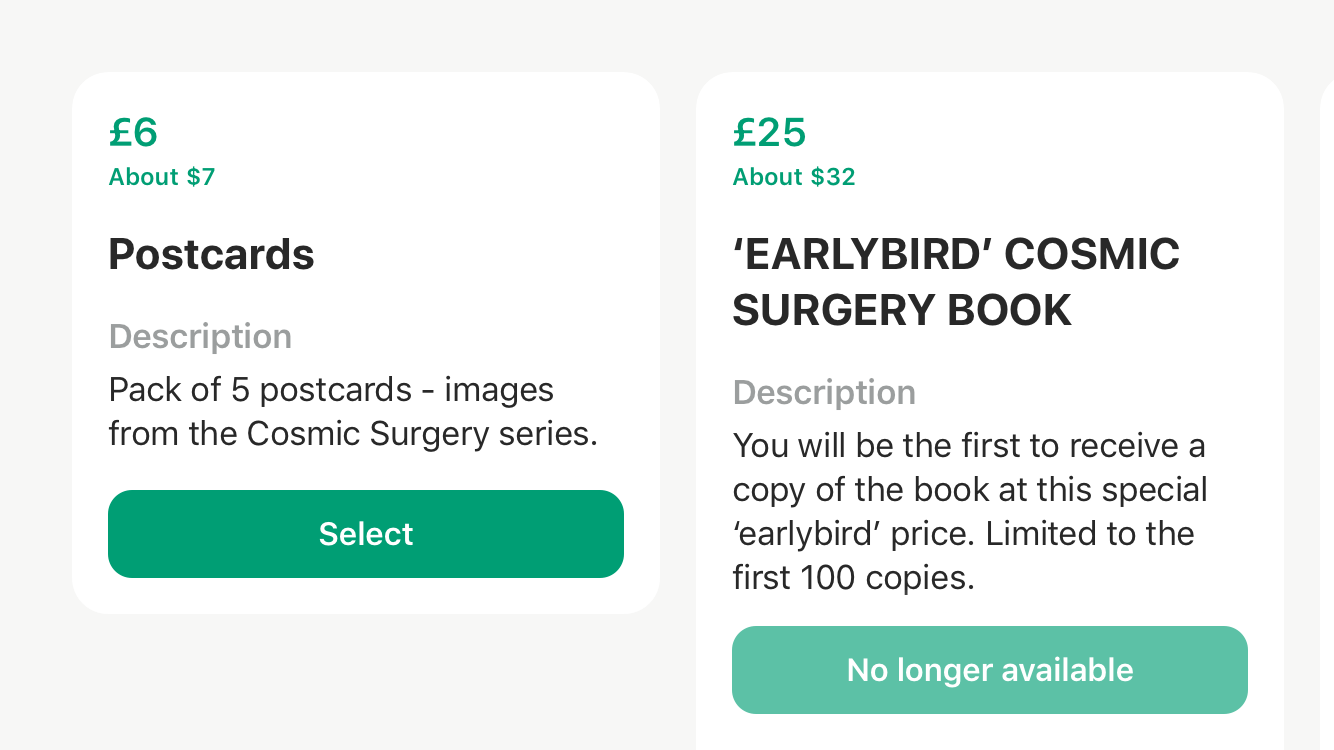 £6
About $7
Postcards
Description
Pack of 5 postcards - images
from the Cosmic Surgery series.
Select
£25
About $32
‘EARLYBIRD’ COSMIC
SURGERY BOOK
Description
You will be the first to receive a
copy of the book at this special
‘earlybird’ price. Limited to the
first 100 copies.
No longer available